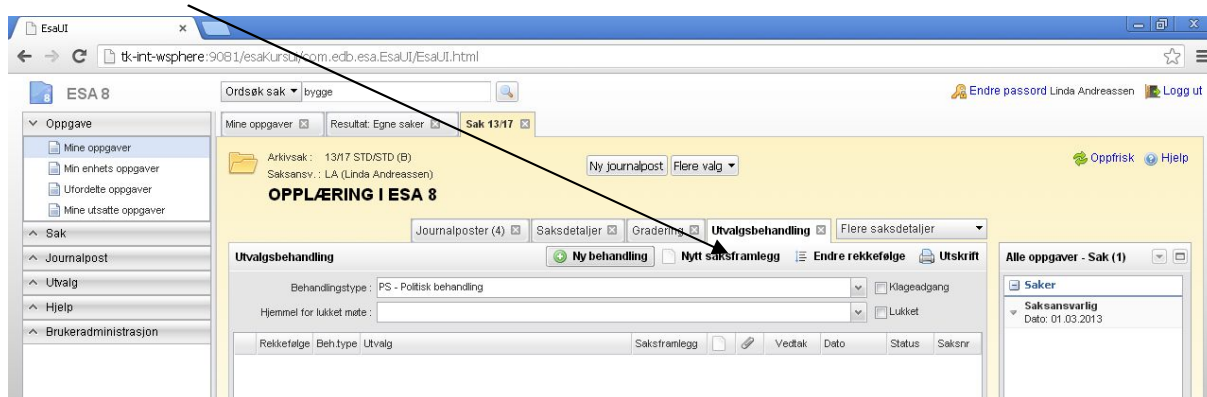 EsaUI
tk-int-wsphere:9081/esaKursui/com.edb.esa.EsaUI/EsaUI.html
ESA 8
Ordsøk sak bygge
Endre passord Linda Andreassen Logg ut
Oppgave
Mine oppgaver
Min enhets oppgaver
Ufordelte oppgaver
Mine utsatte oppgaver
Sak
Journalpost
Utvalg
Hjelp
Brukeradministrasjon
Mine oppgaver Resultat: Egne saker Sak 13/17
Arkivsak: 13/17 STD/STD (B)
Saksansv.: LA (Linda Andreassen)
OPPLÆRING I ESA 8
Ny journalpost Flere valg
Oppfrisk Hjelp
Journalposter (4) Saksdetaljer Gradering Utvalgsbehandling Flere saksdetaljer
Utvalgsbehandling Ny behandling Nytt saksframlegg Endre rekkefølge Utskrift
Behandlingstype: PS - Politisk behandling Klageadgang
Hjemmel for lukket møte: Lukket
Rekkefølge Beh.type Utvalg Saksframlegg Vedtak Dato Status Saksnr
Alle oppgaver - Sak (1)
Saker
Saksansvarlig
Dato: 01.03.2013